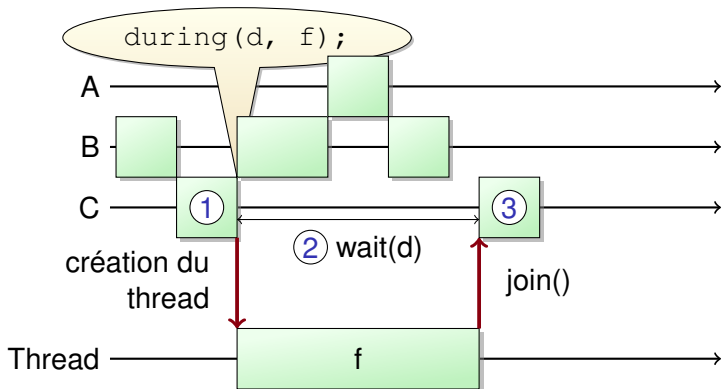 during(d, f);
A
B
C
1
3
2 wait(d)
création du
thread
join()
Thread
f